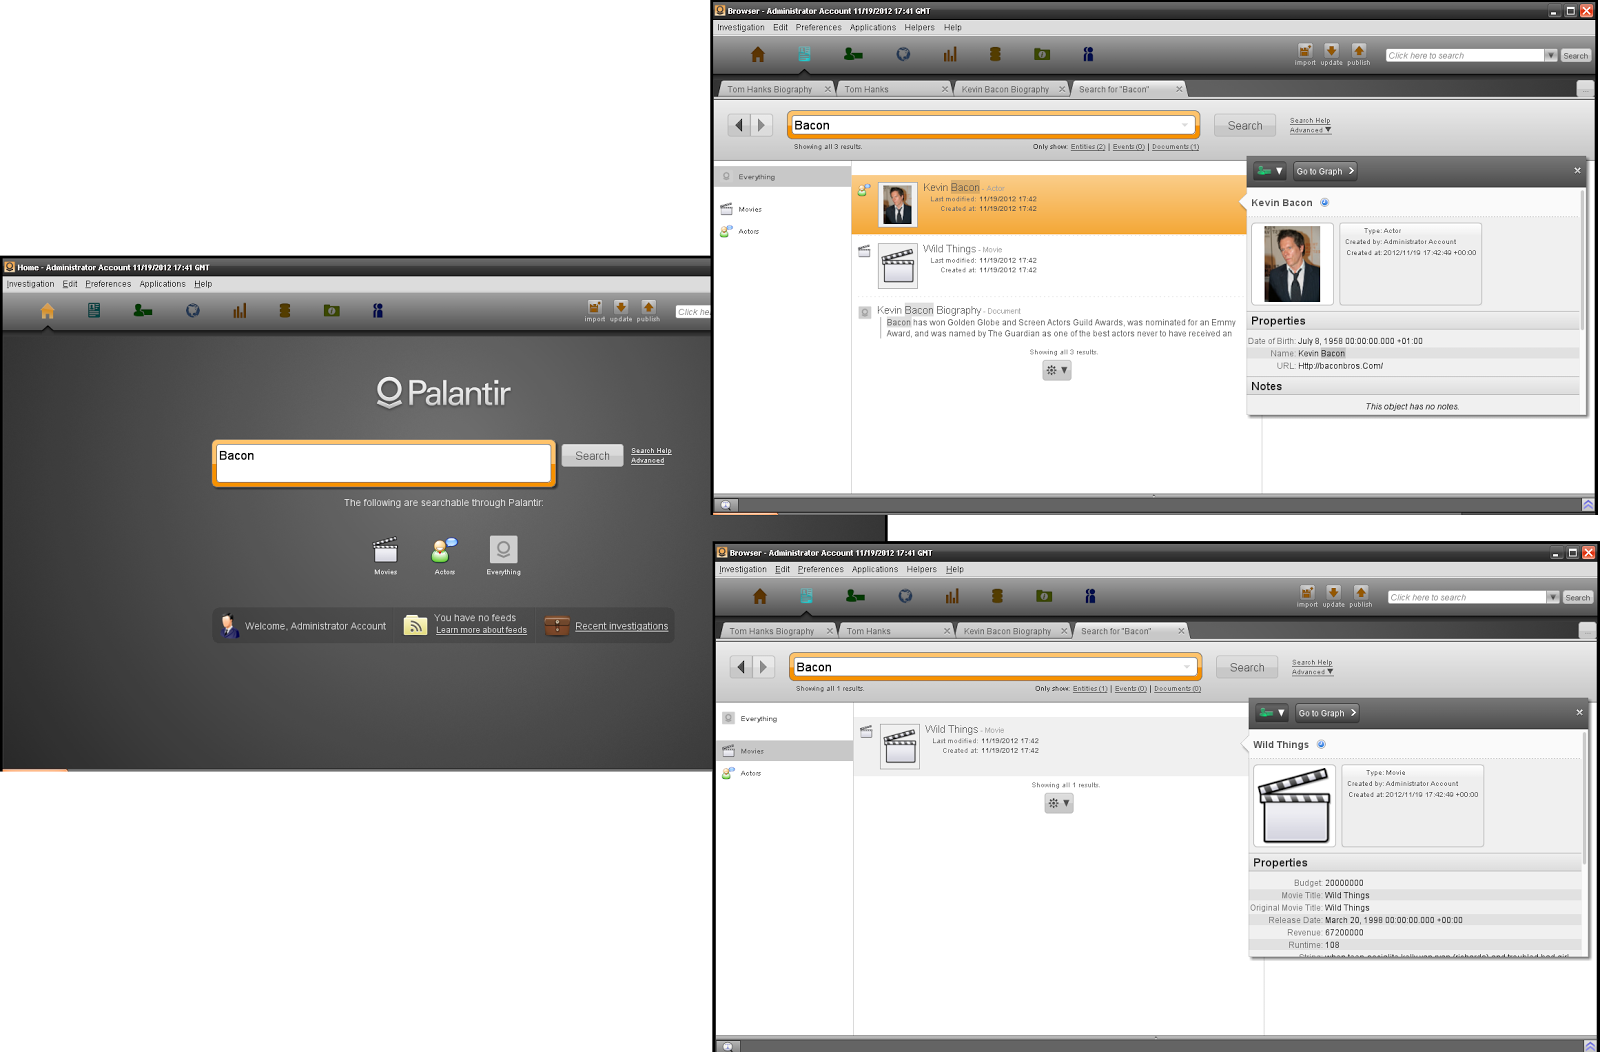 Browser - Administrator Account 11/19/2012 17:41 GMT
Investigation Edit Preferences Applications Helpers Help
import update publish Click here to search Search
Tom Hanks Biography Tom Hanks Kevin Bacon Biography Search for "Bacon"
Bacon Search Search Help
Advanced
Showing all 3 results. Only show: Entities (2) | Events (0) | Documents (1)
Everything
Movies
Actors
Kevin Bacon - Actor
Last modified: 11/19/2012 17:42
Created at: 11/19/2012 17:42
Wild Things - Movie
Last modified: 11/19/2012 17:42
Created at: 11/19/2012 17:42
Kevin Bacon Biography - Document
Bacon has won Golden Globe and Screen Actors Guild Awards, was nominated for an Emmy
Award, and was named by The Guardian as one of the best actors never to have received an
Showing all 3 results.
Go to Graph
Kevin Bacon
Type: Actor
Created by: Administrator Account
Created at: 2012/11/19 17:42:49 +00:00
Properties
Date of Birth: July 8, 1958 00:00:00.000 +01:00
Name: Kevin Bacon
URL: Http://baconbros.Com/
Notes
This object has no notes.
Home - Administrator Account 11/19/2012 17:41 GMT
Investigation Edit Preferences Applications Help
import update publish Click he
Palantir
Bacon Search Search Help
Advanced
The following are searchable through Palantir:
Movies Actors Everything
Welcome, Administrator Account
You have no feeds
Learn more about feeds
Recent investigations
Browser - Administrator Account 11/19/2012 17:41 GMT
Investigation Edit Preferences Applications Helpers Help
import update publish Click here to search Search
Tom Hanks Biography Tom Hanks Kevin Bacon Biography Search for "Bacon"
Bacon Search Search Help
Advanced
Showing all 1 results. Only show: Entities (1) | Events (0) | Documents (0)
Everything
Movies
Actors
Wild Things - Movie
Last modified: 11/19/2012 17:42
Created at: 11/19/2012 17:42
Showing all 1 results.
Go to Graph
Wild Things
Type: Movie
Created by: Administrator Account
Created at: 2012/11/19 17:42:49 +00:00
Properties
Budget: 20000000
Movie Title: Wild Things
Original Movie Title: Wild Things
Release Date: March 20, 1998 00:00:00.000 +00:00
Revenue: 67200000
Runtime: 108